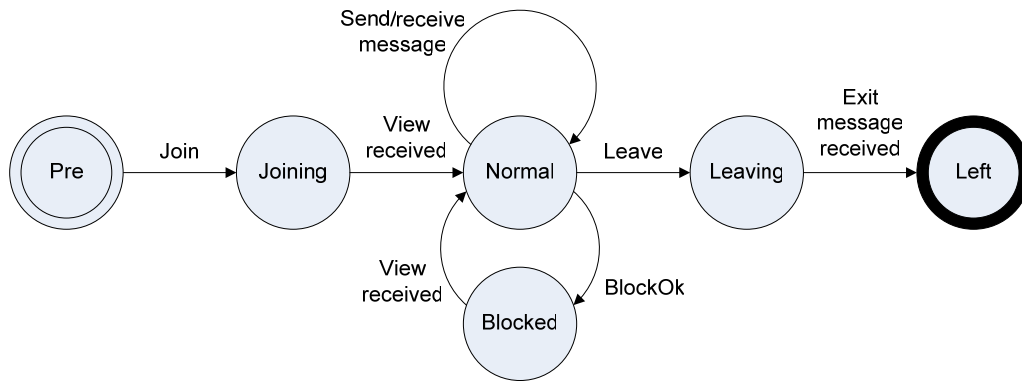 Send/receive
message
Exit
message
received
View
received
Join
Leave
Pre
Joining
Normal
Leaving
Left
View
received
BlockOk
Blocked